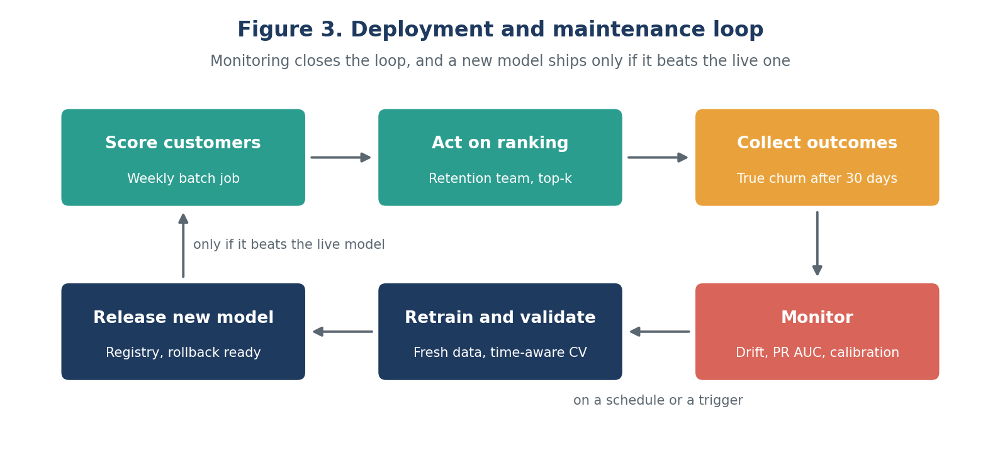 Figure 3. Deployment and maintenance loop
Monitoring closes the loop, and a new model ships only if it beats the live one
Score customers
Weekly batch job
Act on ranking
Retention team, top-k
Collect outcomes
True churn after 30 days
only if it beats the live model
Release new model
Registry, rollback ready
Retrain and validate
Fresh data, time-aware CV
Monitor
Drift, PR AUC, calibration
on a schedule or a trigger